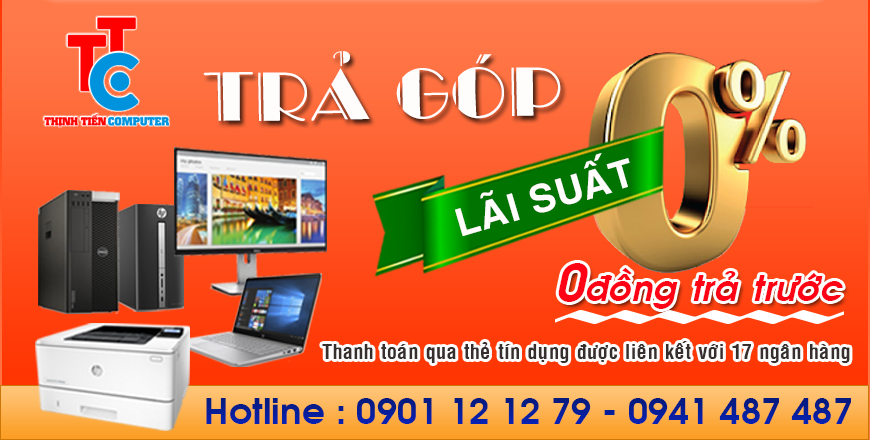 TTC
THỊNH TIẾN COMPUTER
TRẢ GÓP
0%
LÃI SUẤT
0 đồng trả trước
Thanh toán qua thẻ tín dụng được liên kết với 17 ngân hàng
Hotline : 0901 12 12 79 - 0941 487 487